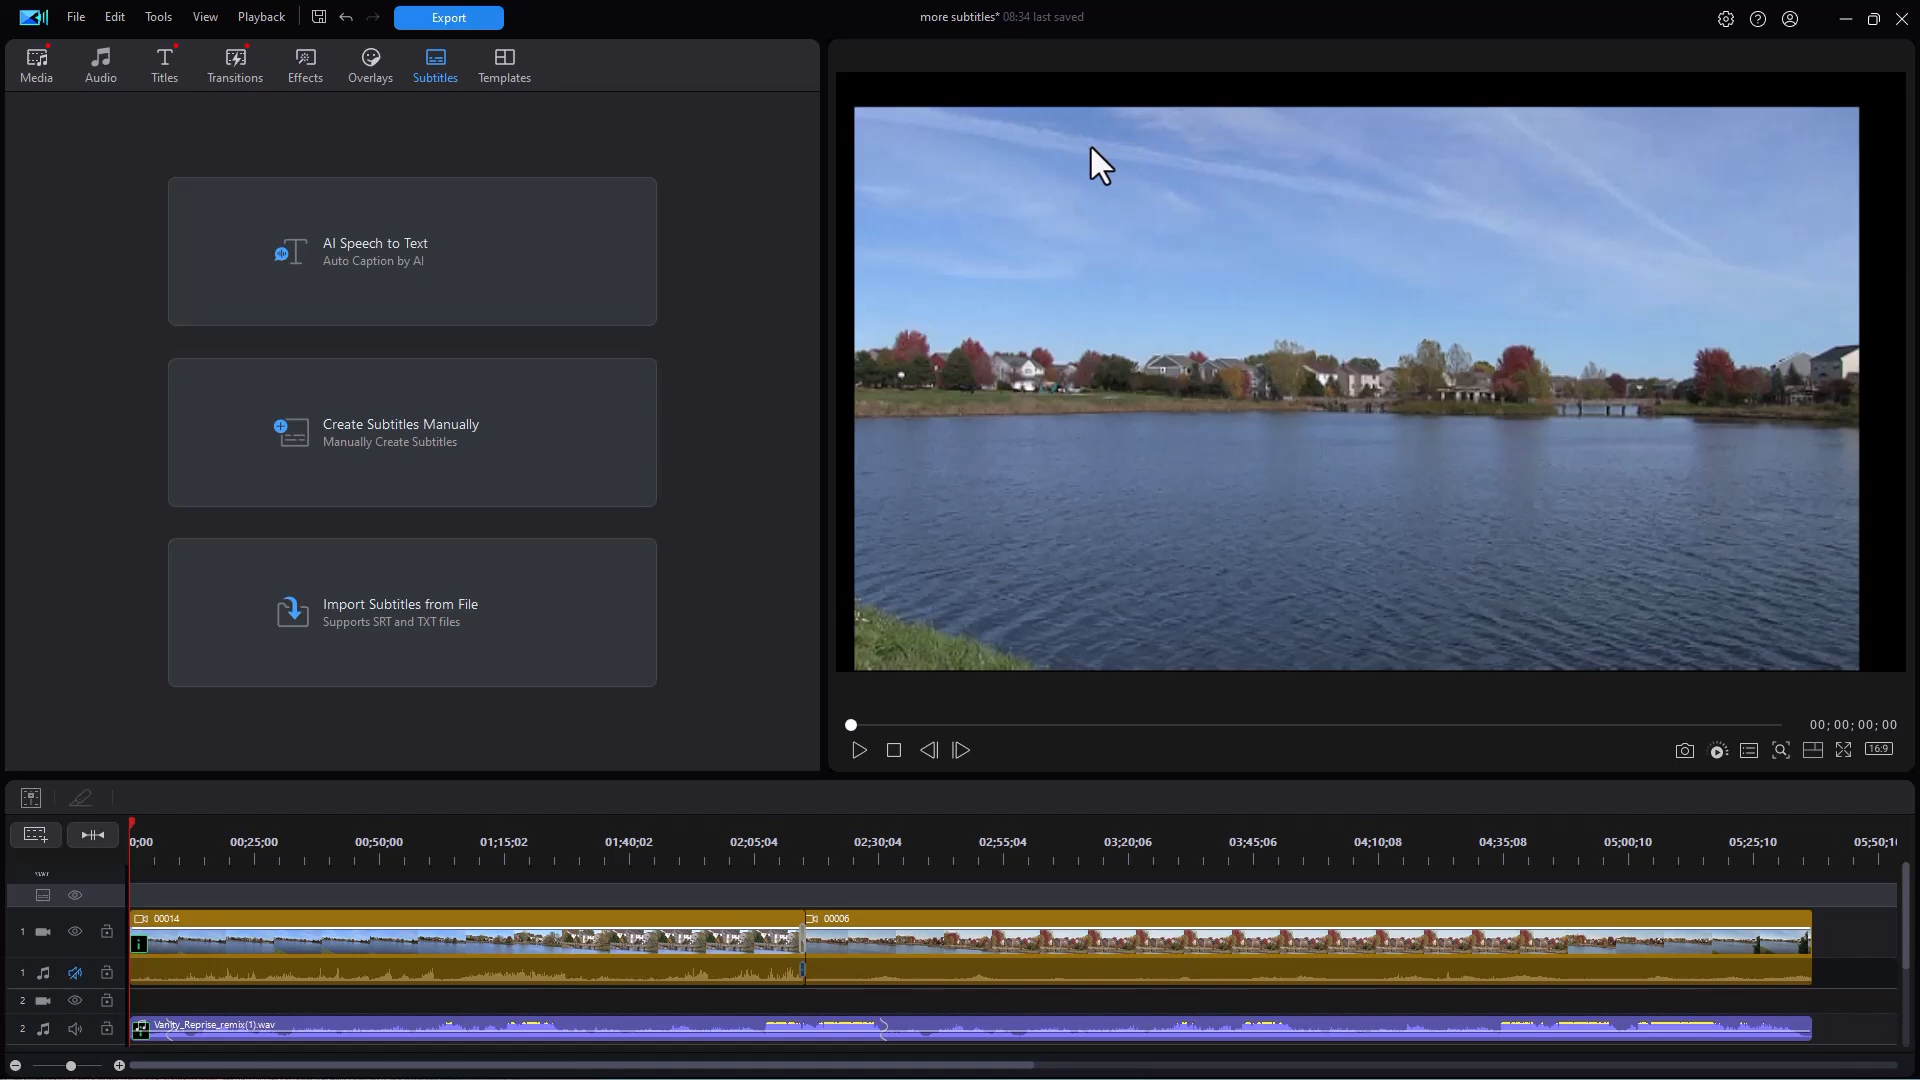 File Edit Tools View Playback Export more subtitles* 08:34 last saved
Media Audio Titles Transitions Effects Overlays Subtitles Templates
AI Speech to Text
Auto Caption by AI
Create Subtitles Manually
Manually Create Subtitles
Import Subtitles from File
Supports SRT and TXT files
00;00;00;00
16:9
0;00 00;25;00 00;50;00 01;15;02 01;40;02 02;05;04 02;30;04 02;55;04 03;20;06 03;45;06 04;10;08 04;35;08 05;00;10 05;25;10 05;50;1
00014 00006
1
1
2
2 Vanity_Reprise_remix(1).wav